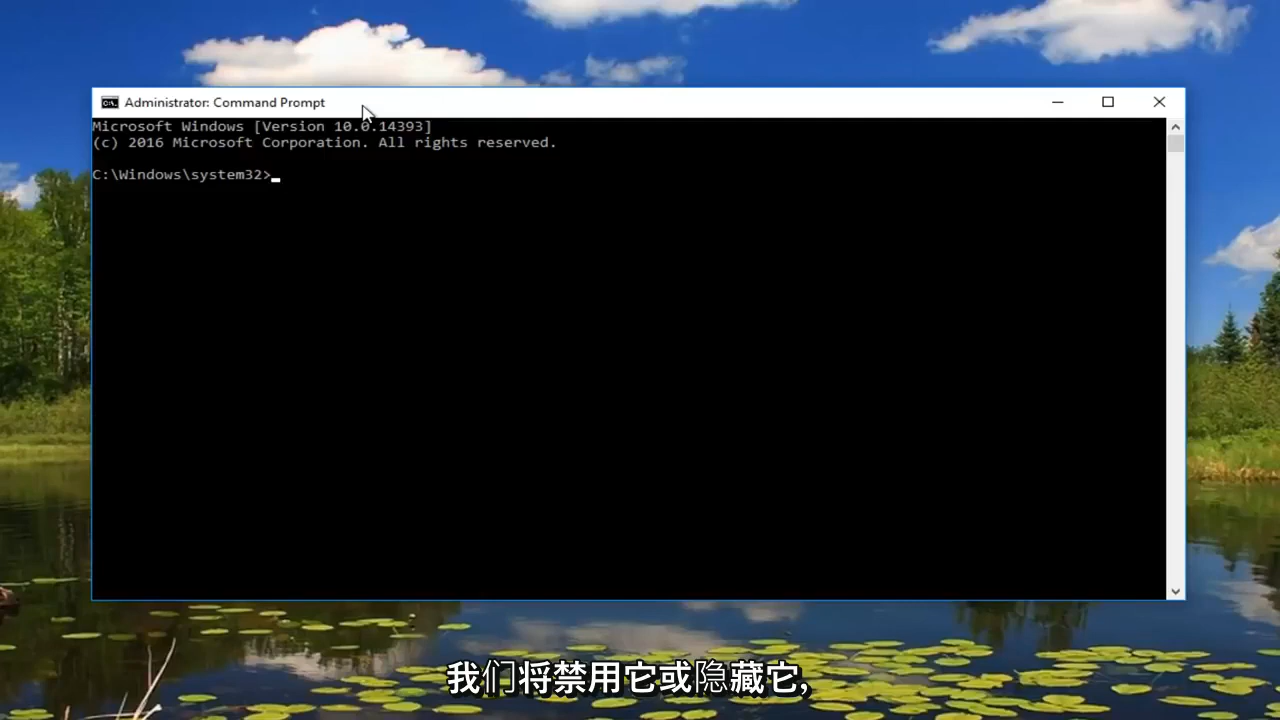 Administrator: Command Prompt
Microsoft Windows [Version 10.0.14393]
(c) 2016 Microsoft Corporation. All rights reserved.
C:\Windows\system32>
我们将禁用它或隐藏它,